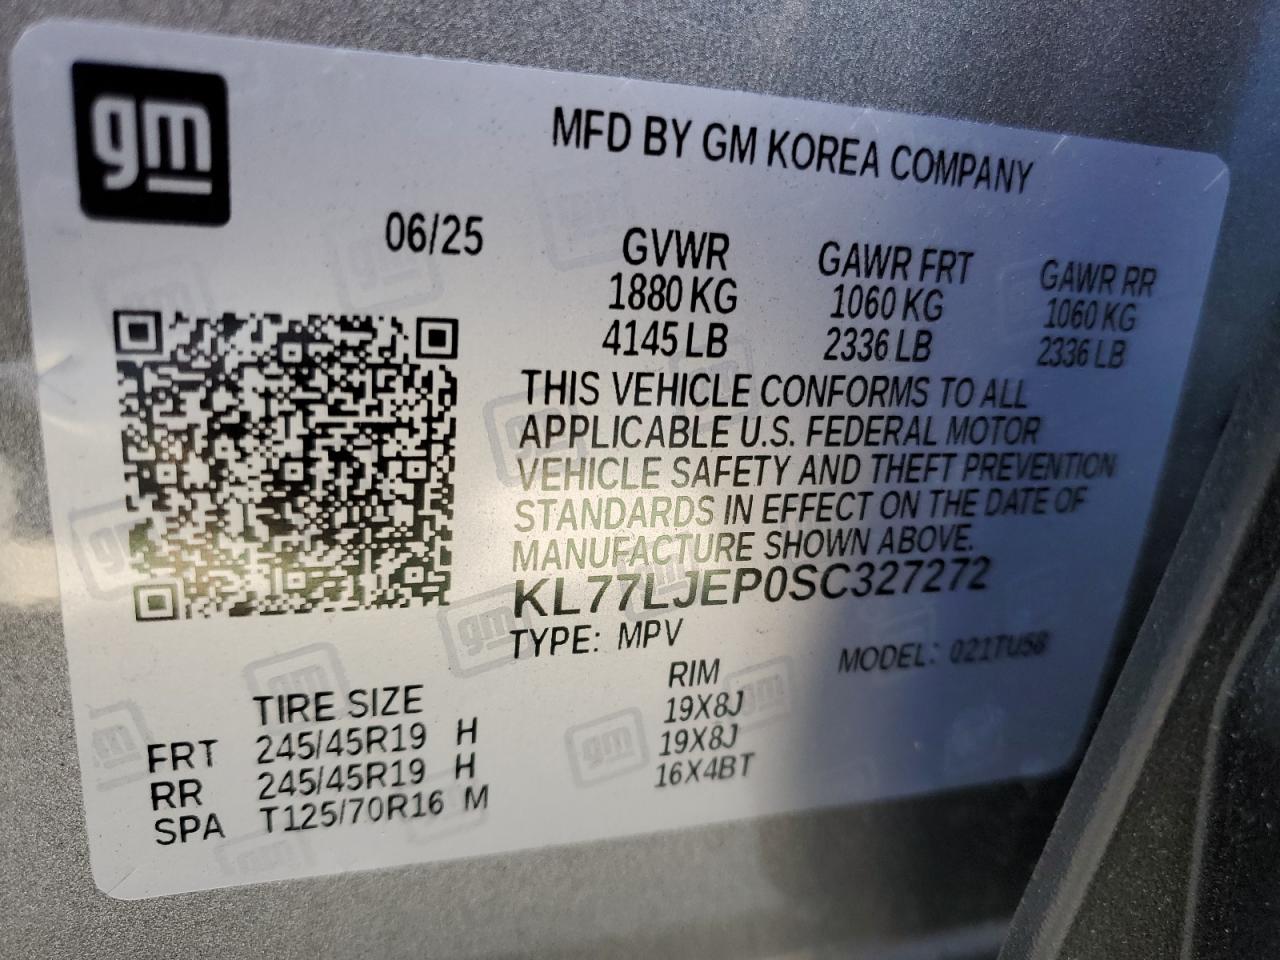 gm
MFD BY GM KOREA COMPANY
06/25
GVWR GAWR FRT GAWR RR
1880 KG 1060 KG 1060 KG
4145 LB 2336 LB 2336 LB
THIS VEHICLE CONFORMS TO ALL
APPLICABLE U.S. FEDERAL MOTOR
VEHICLE SAFETY AND THEFT PREVENTION
STANDARDS IN EFFECT ON THE DATE OF
MANUFACTURE SHOWN ABOVE.
KL77LJEP0SC327272
TYPE: MPV MODEL: 021TU58
TIRE SIZE RIM
FRT 245/45R19 H 19X8J
RR 245/45R19 H 19X8J
SPA T125/70R16 M 16X4BT